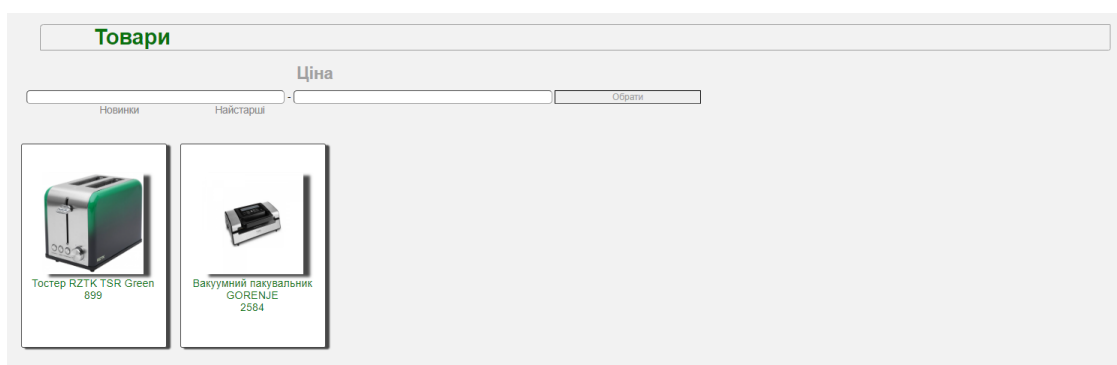 Товари
Ціна
-
Обрати
Новинки Найстарші
Тостер RZTK TSR Green
899
Вакуумний пакувальник
GORENJE
2584